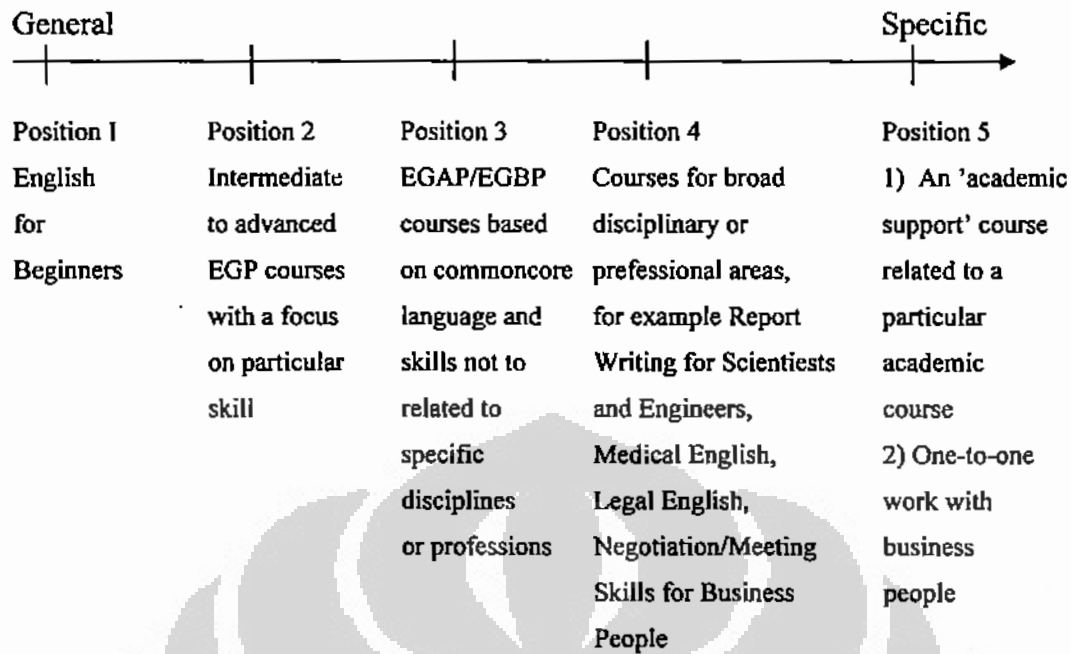 General
Specific
Position 1
English
for
Beginners
Position 2
Intermediate
to advanced
EGP courses
with a focus
on particular
skill
Position 3
EGAP/EGBP
courses based
on commoncore
language and
skills not to
related to
specific
disciplines
or professions
Position 4
Courses for broad
disciplinary or
prefessional areas,
for example Report
Writing for Scientiests
and Engineers,
Medical English,
Legal English,
Negotiation/Meeting
Skills for Business
People
Position 5
1) An 'academic
support' course
related to a
particular
academic
course
2) One-to-one
work with
business
people